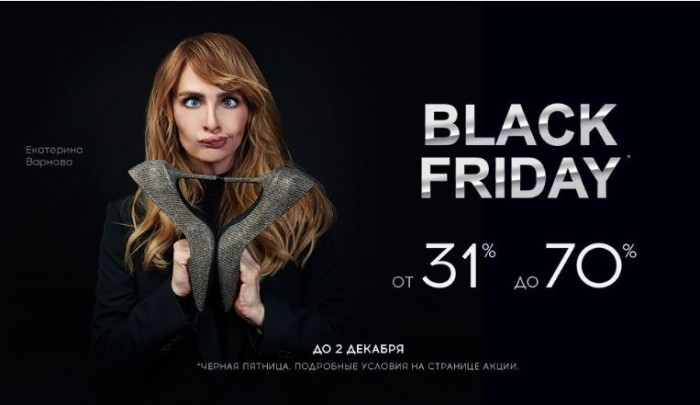 Екатерина
Варнава
BLACK
FRIDAY*
от 31% до 70%
ДО 2 ДЕКАБРЯ
*ЧЕРНАЯ ПЯТНИЦА. ПОДРОБНЫЕ УСЛОВИЯ НА СТРАНИЦЕ АКЦИИ.